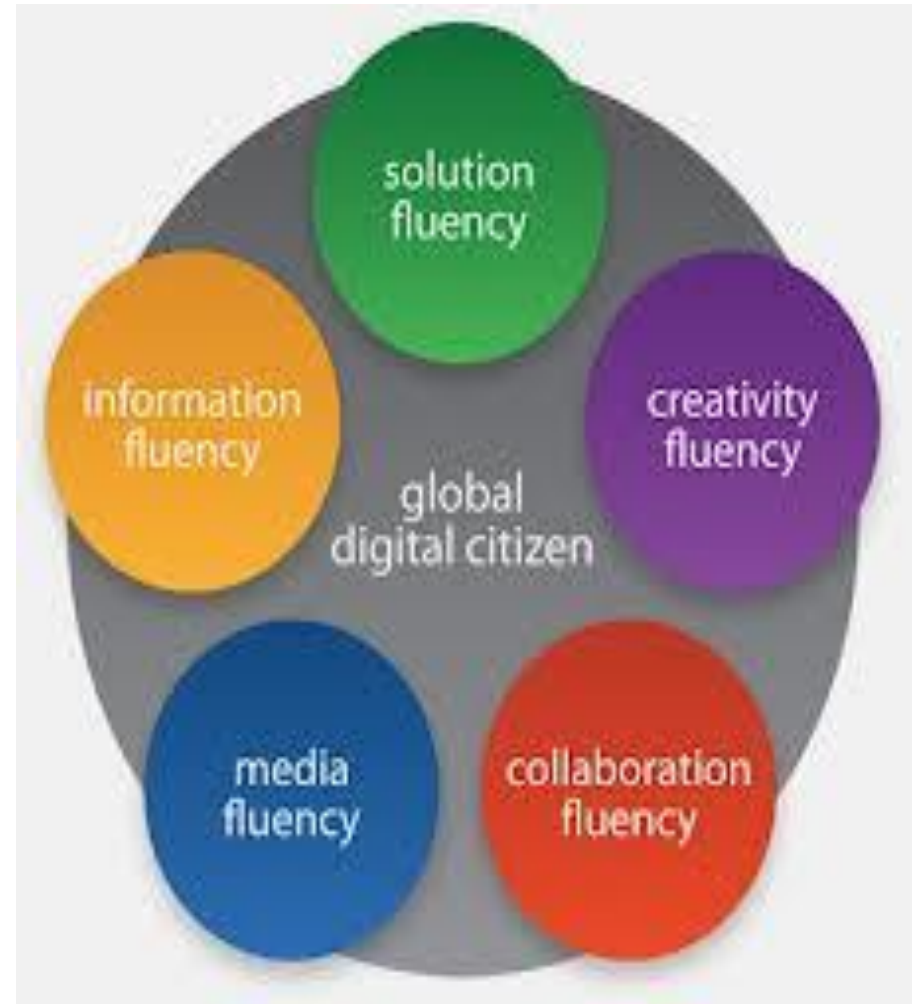 solution
fluency
information
fluency
creativity
fluency
global
digital citizen
media
fluency
collaboration
fluency